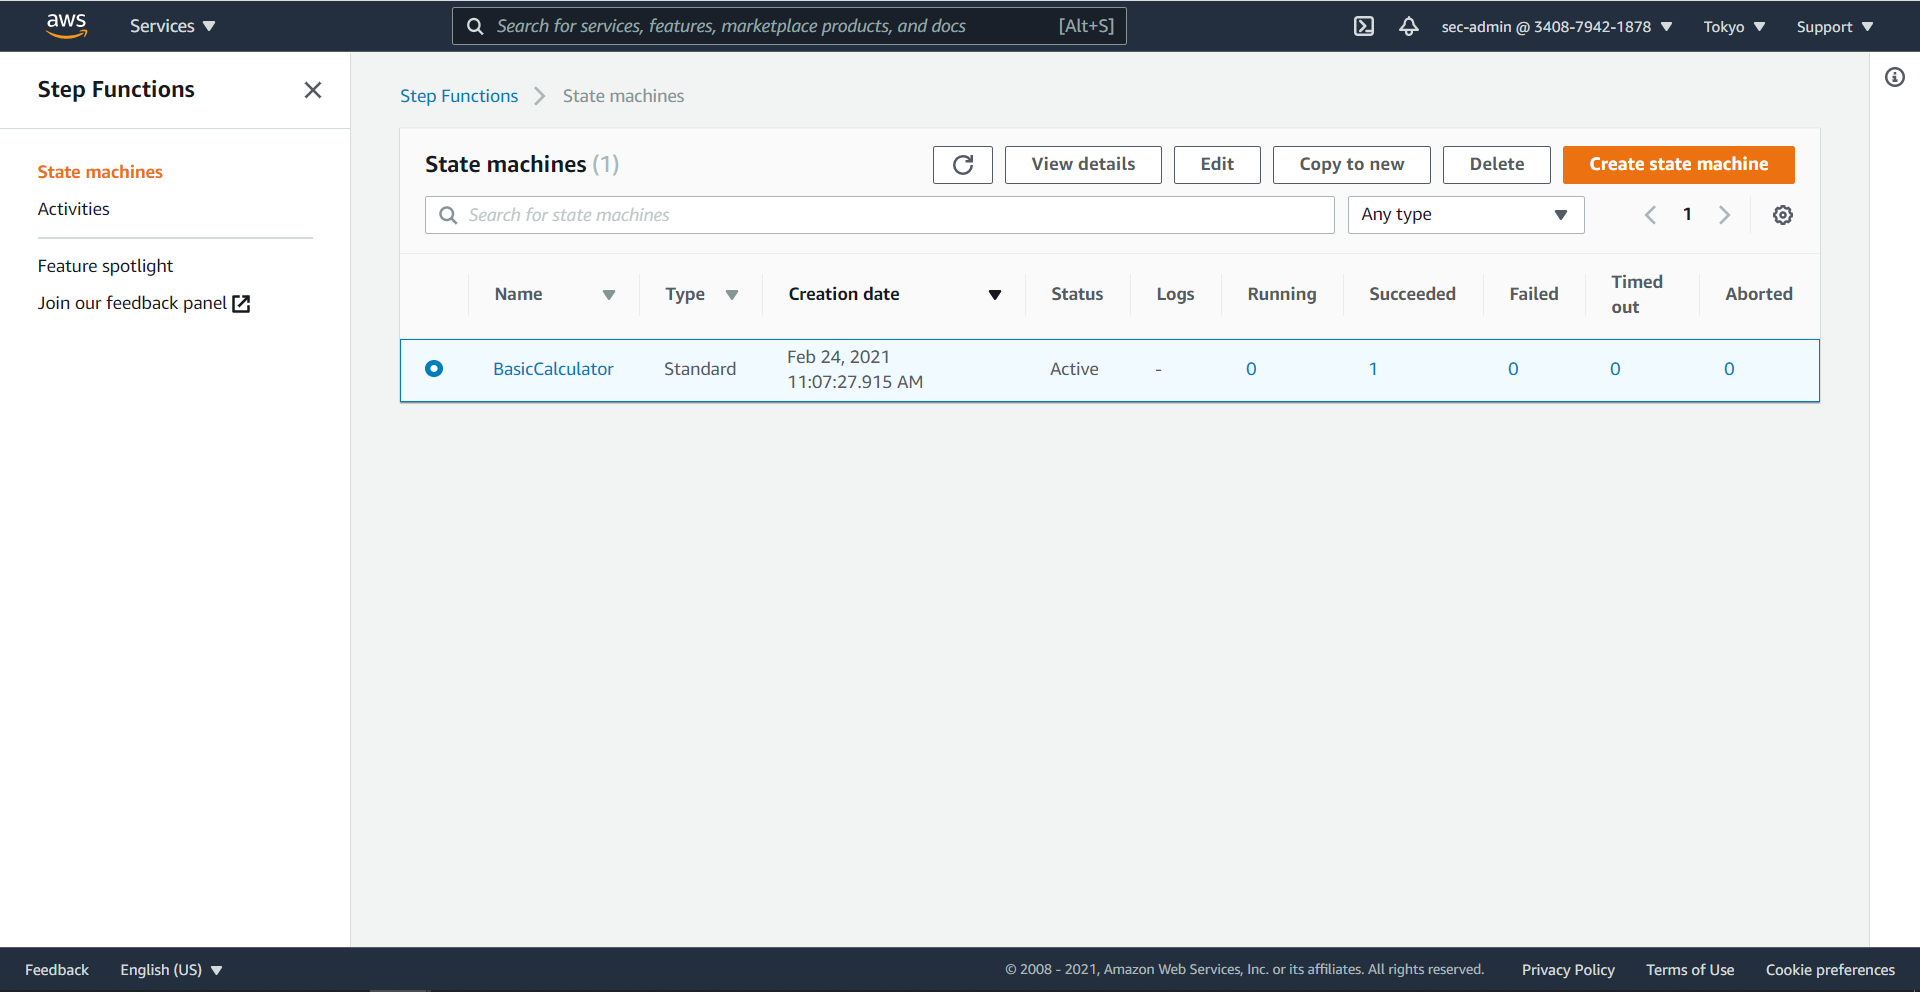 aws
Services
Search for services, features, marketplace products, and docs
[Alt+S]
sec-admin @ 3408-7942-1878
Tokyo
Support
Step Functions
State machines
Activities
Feature spotlight
Join our feedback panel
Step Functions
State machines
State machines (1)
View details
Edit
Copy to new
Delete
Create state machine
Search for state machines
Any type
1
Name
Type
Creation date
Status
Logs
Running
Succeeded
Failed
Timed
out
Aborted
BasicCalculator
Standard
Feb 24, 2021
11:07:27.915 AM
Active
-
0
1
0
0
0
Feedback
English (US)
© 2008 - 2021, Amazon Web Services, Inc. or its affiliates. All rights reserved.
Privacy Policy
Terms of Use
Cookie preferences